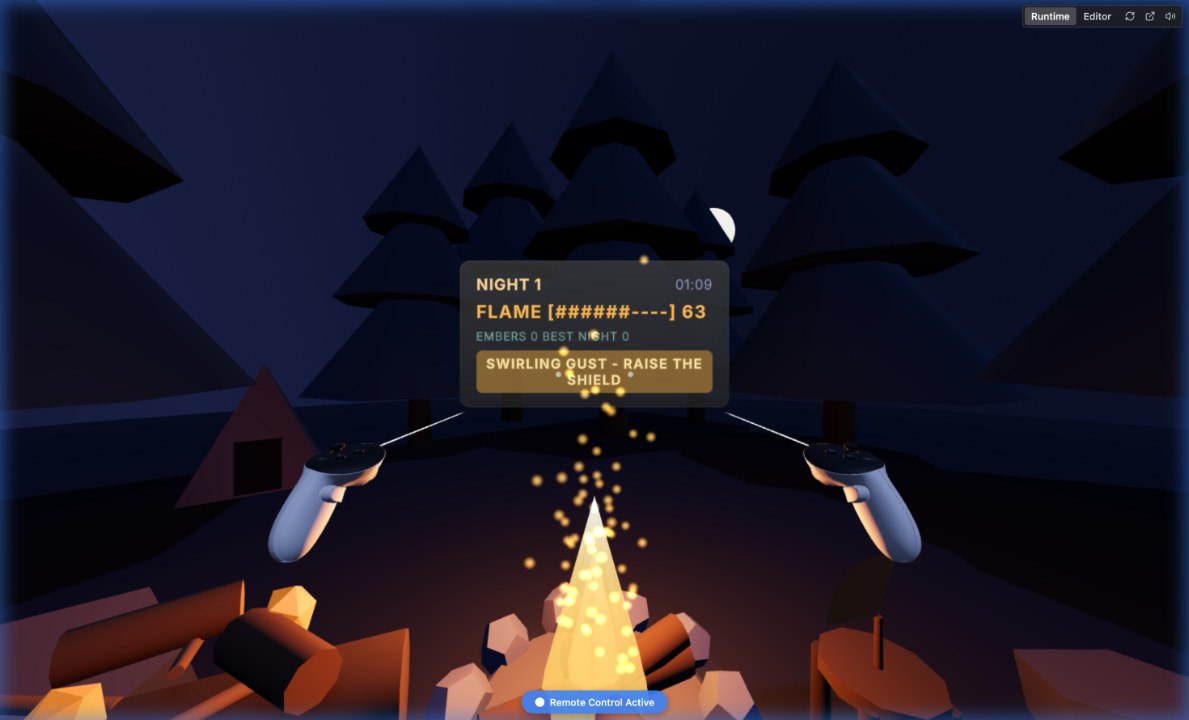 Runtime Editor
NIGHT 1 01:09
FLAME [######----] 63
EMBERS 0 BEST NIGHT 0
SWIRLING GUST - RAISE THE
SHIELD
Remote Control Active